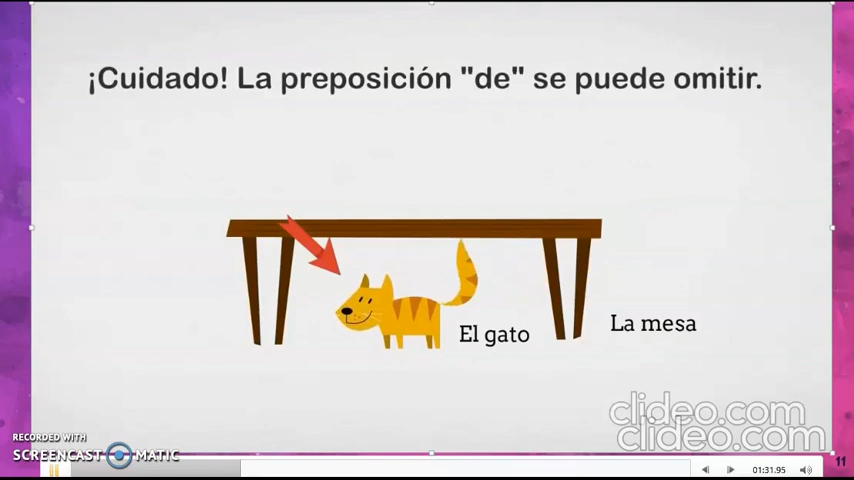 ¡Cuidado! La preposición "de" se puede omitir.
El gato
La mesa
clideo.com
clideo.com
RECORDED WITH
SCREENCAST MATIC
11
01:31.95